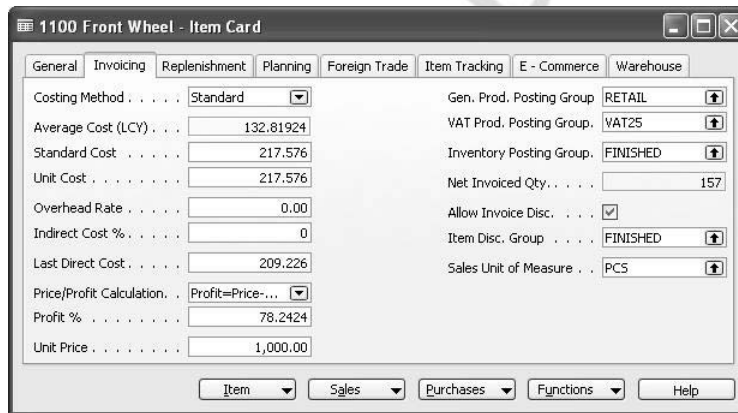 1100 Front Wheel - Item Card
General Invoicing Replenishment Planning Foreign Trade Item Tracking E - Commerce Warehouse
Costing Method . . . . . Standard
Average Cost (LCY) . . . 132.81924
Standard Cost . . . . . 217.576
Unit Cost . . . . . . . . 217.576
Overhead Rate . . . . . 0.00
Indirect Cost % . . . . . 0
Last Direct Cost . . . . . 209.226
Price/Profit Calculation. . Profit=Price-...
Profit % . . . . . . . . 78.2424
Unit Price . . . . . . . . 1,000.00
Gen. Prod. Posting Group RETAIL
VAT Prod. Posting Group. VAT25
Inventory Posting Group. FINISHED
Net Invoiced Qty. . . . . 157
Allow Invoice Disc. . . . .
Item Disc. Group . . . . FINISHED
Sales Unit of Measure . . PCS
Item Sales Purchases Functions Help